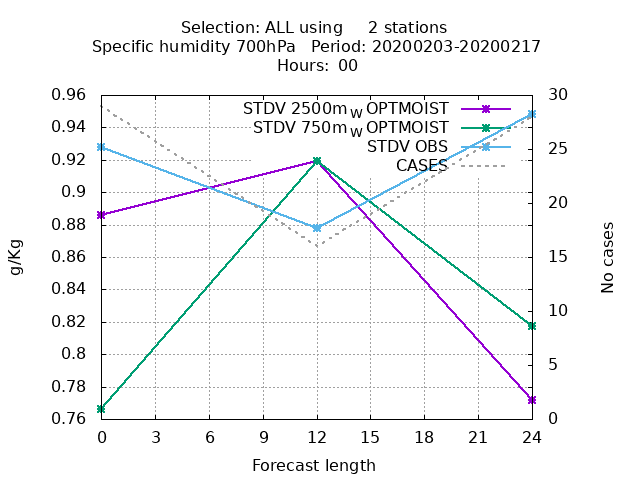 Selection: ALL using     2 stations
Specific humidity 700hPa   Period: 20200203-20200217
Hours:  00
STDV 2500m_W OPTMOIST
STDV 750m_W OPTMOIST
STDV OBS
CASES
0.96
0.94
0.92
0.9
0.88
0.86
0.84
0.82
0.8
0.78
0.76
g/Kg
30
25
20
15
10
5
0
No cases
0 3 6 9 12 15 18 21 24
Forecast length